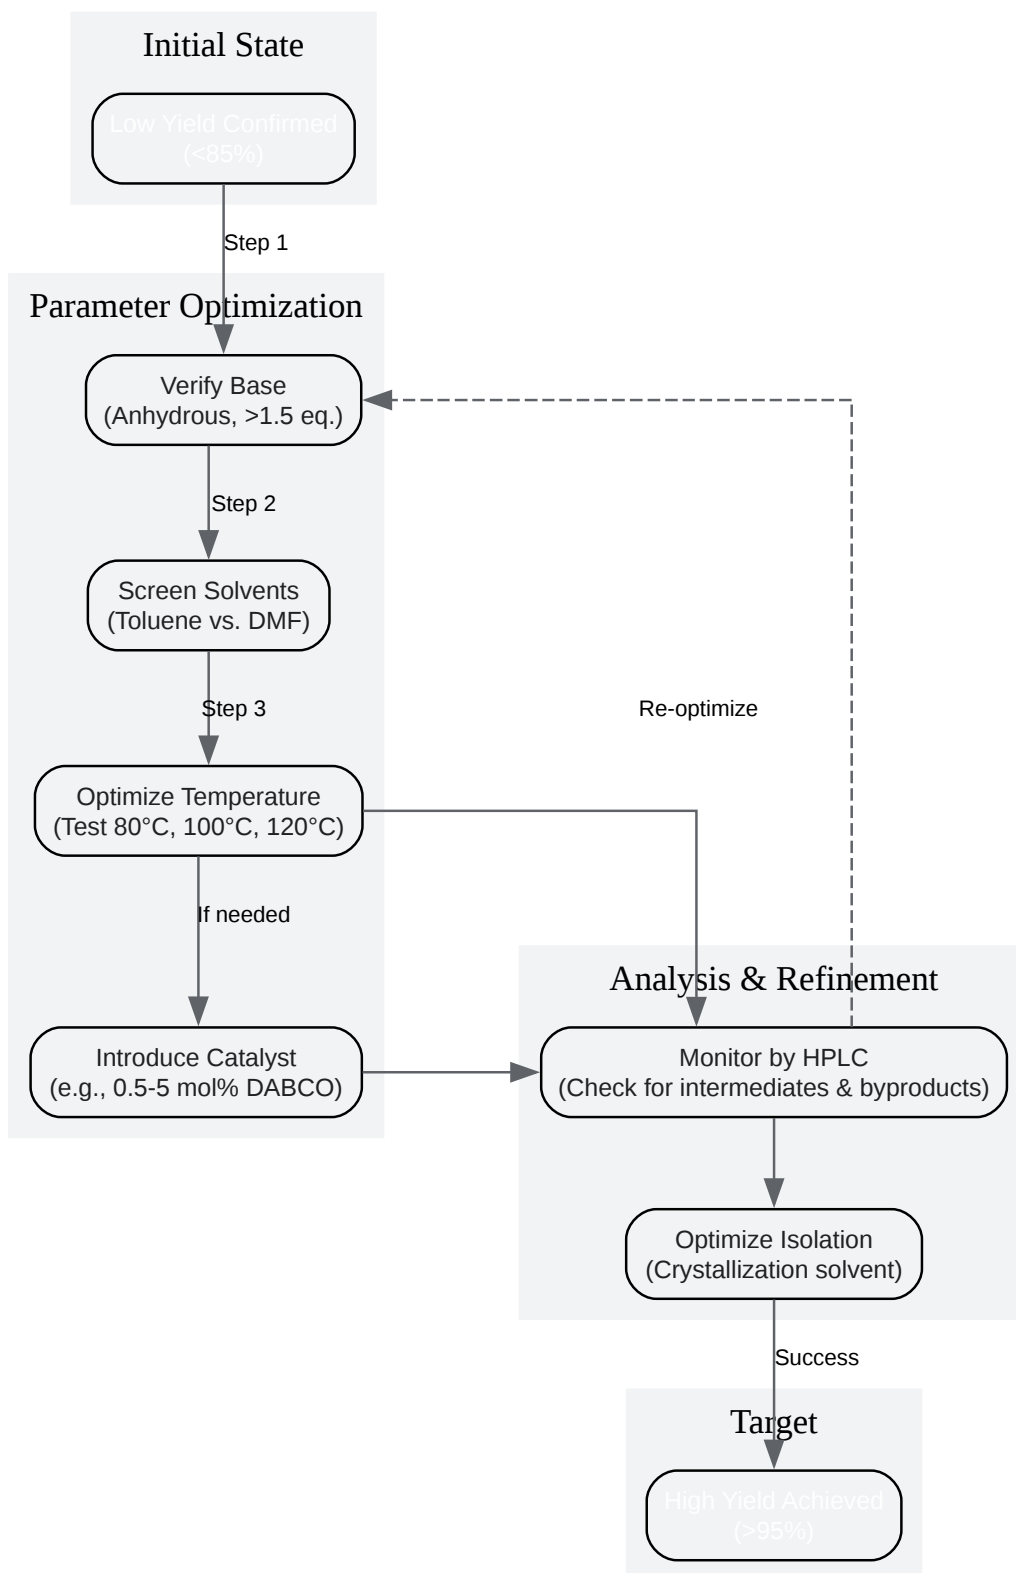 Initial State
Low Yield Confirmed
(<85%)
Step 1
Parameter Optimization
Verify Base
(Anhydrous, >1.5 eq.)
Step 2
Screen Solvents
(Toluene vs. DMF)
Step 3
Re-optimize
Optimize Temperature
(Test 80°C, 100°C, 120°C)
If needed
Introduce Catalyst
(e.g., 0.5-5 mol% DABCO)
Analysis & Refinement
Monitor by HPLC
(Check for intermediates & byproducts)
Optimize Isolation
(Crystallization solvent)
Success
Target
High Yield Achieved
(>95%)